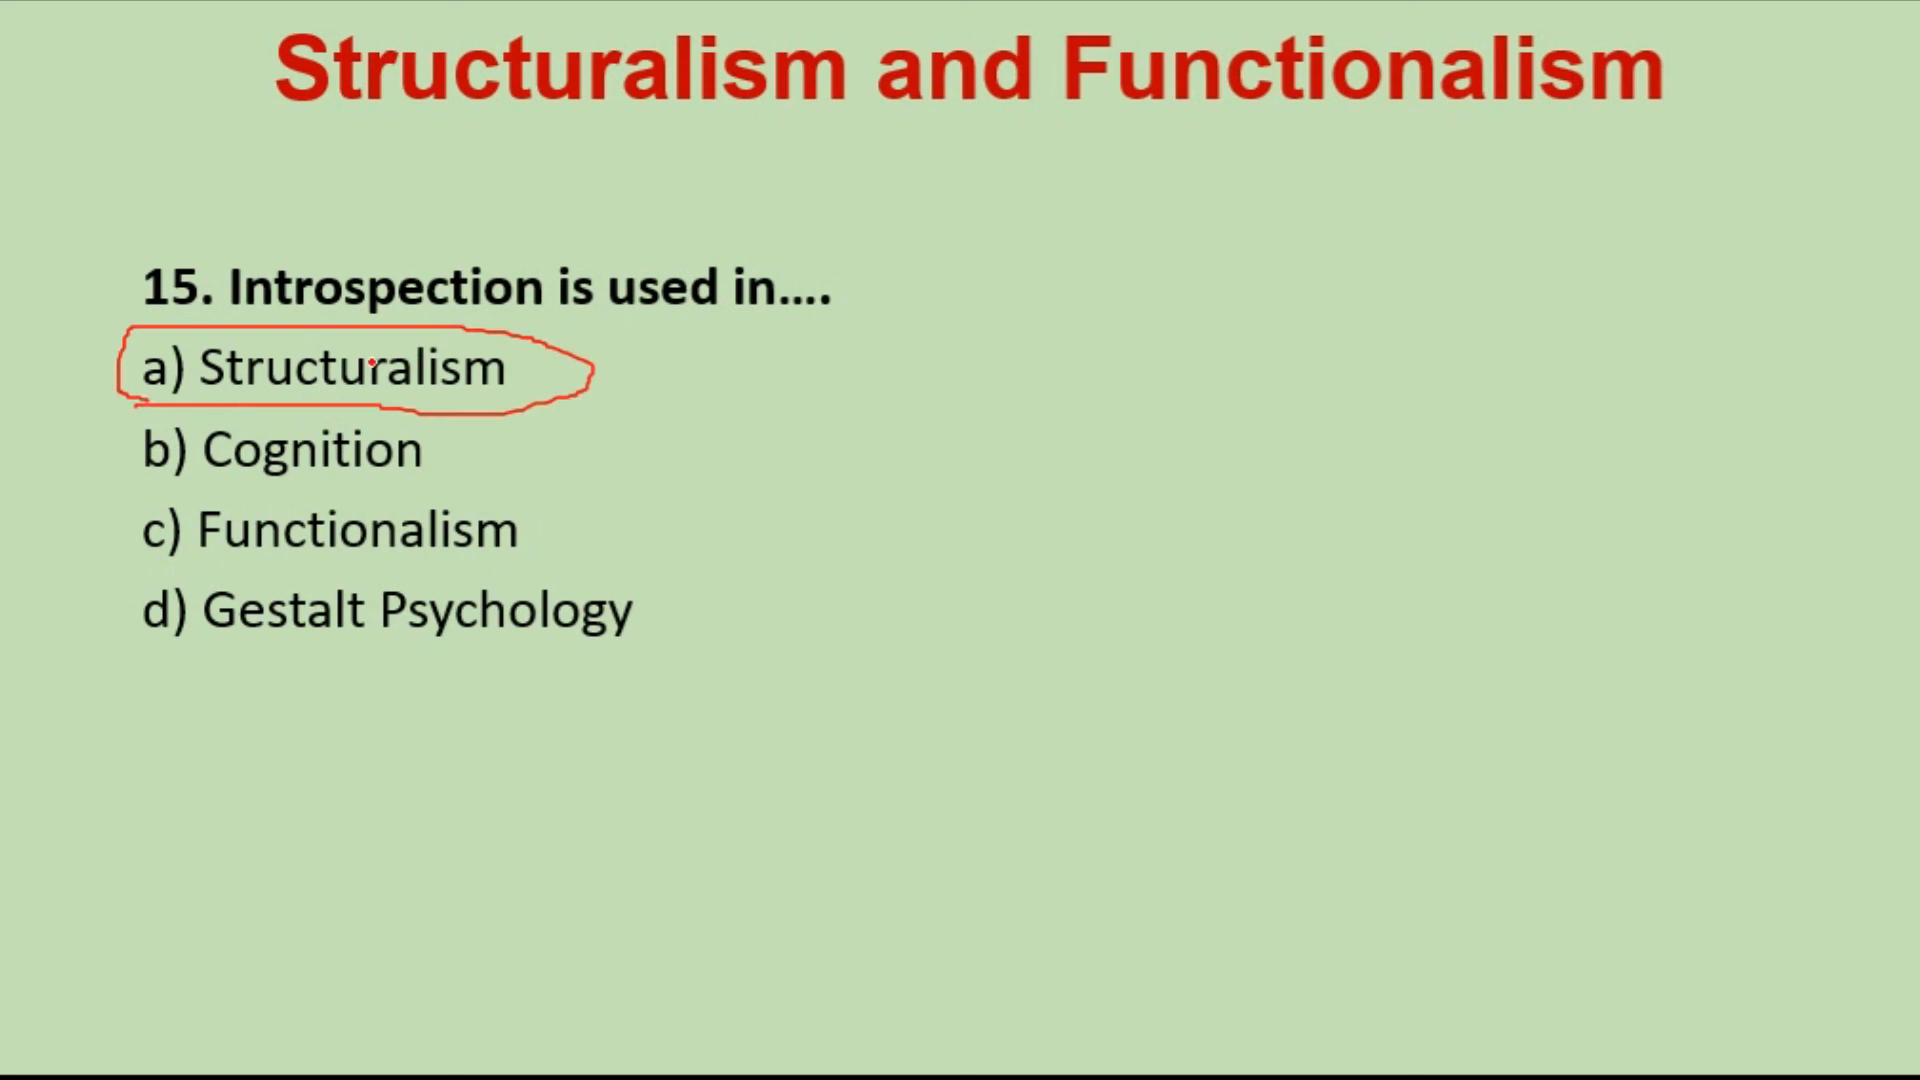 Structuralism and Functionalism
15. Introspection is used in....
a) Structuralism
b) Cognition
c) Functionalism
d) Gestalt Psychology